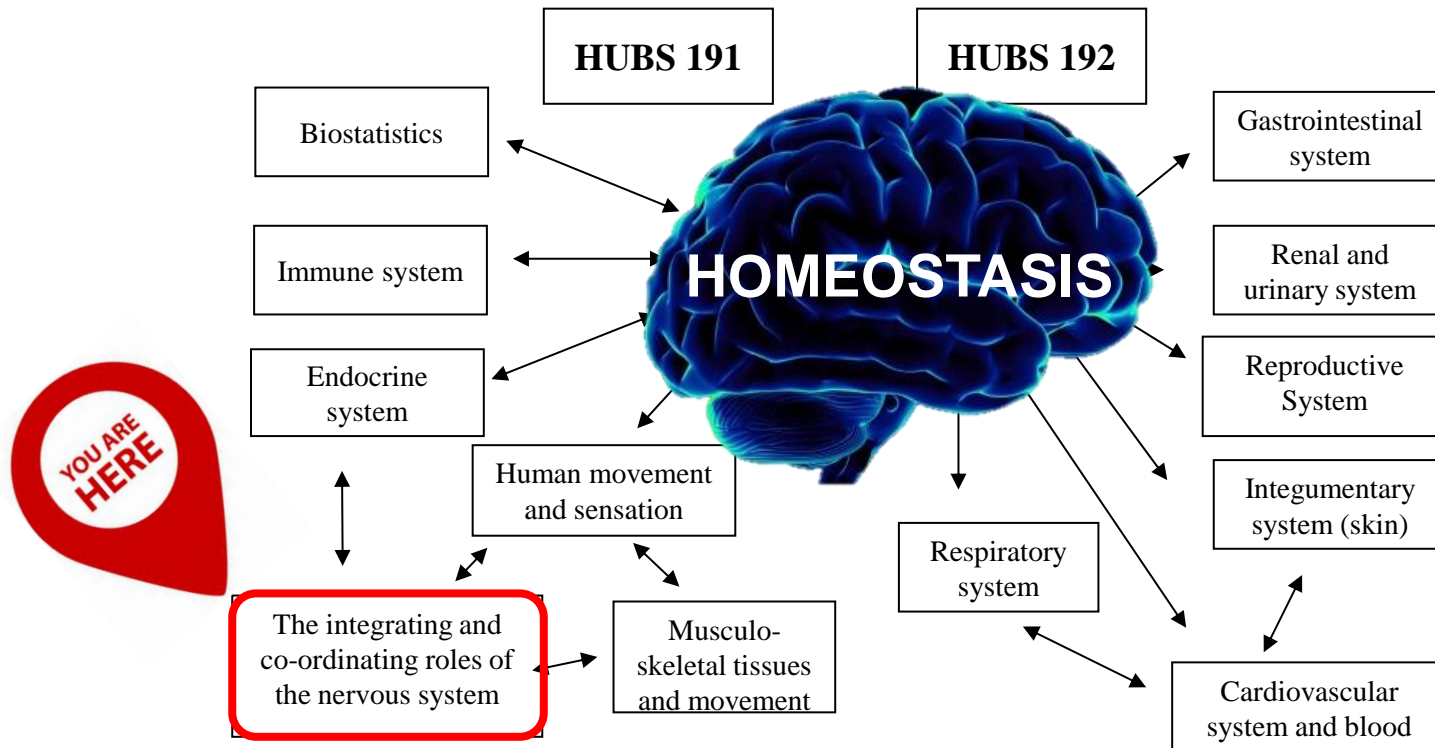 HUBS 191
HUBS 192
Biostatistics
Gastrointestinal
system
Immune system
HOMEOSTASIS
Renal and
urinary system
Endocrine
system
Reproductive
System
YOU ARE
HERE
Human movement
and sensation
Integumentary
system (skin)
Respiratory
system
The integrating and
co-ordinating roles of
the nervous system
Musculo-
skeletal tissues
and movement
Cardiovascular
system and blood